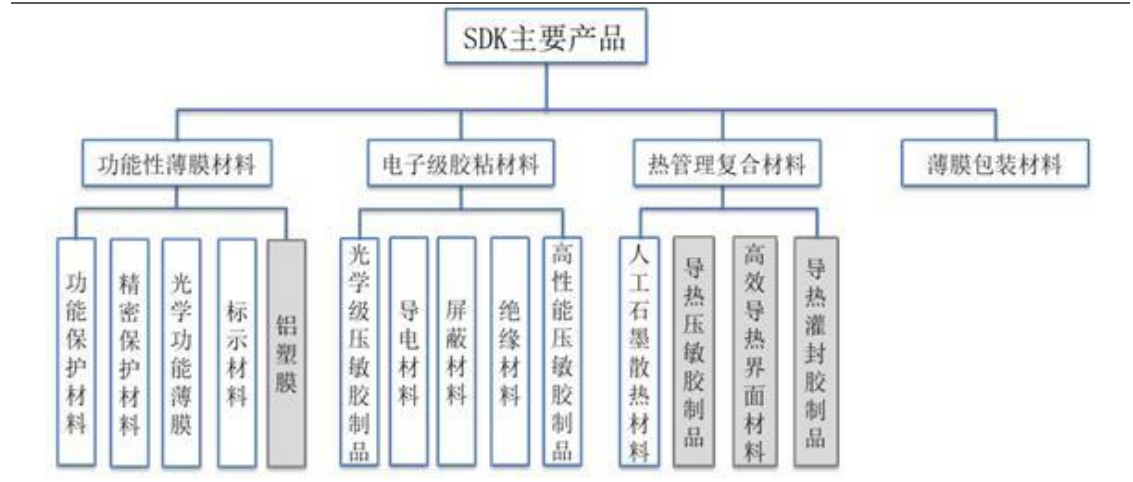 SDK主要产品
功能性薄膜材料
电子级胶粘材料
热管理复合材料
薄膜包装材料
功能保护材料
精密保护材料
光学功能薄膜
标示材料
铝塑膜
光学级压敏胶制品
导电材料
屏蔽材料
绝缘材料
高性能压敏胶制品
人工石墨散热材料
导热压敏胶制品
高效导热界面材料
导热灌封胶制品